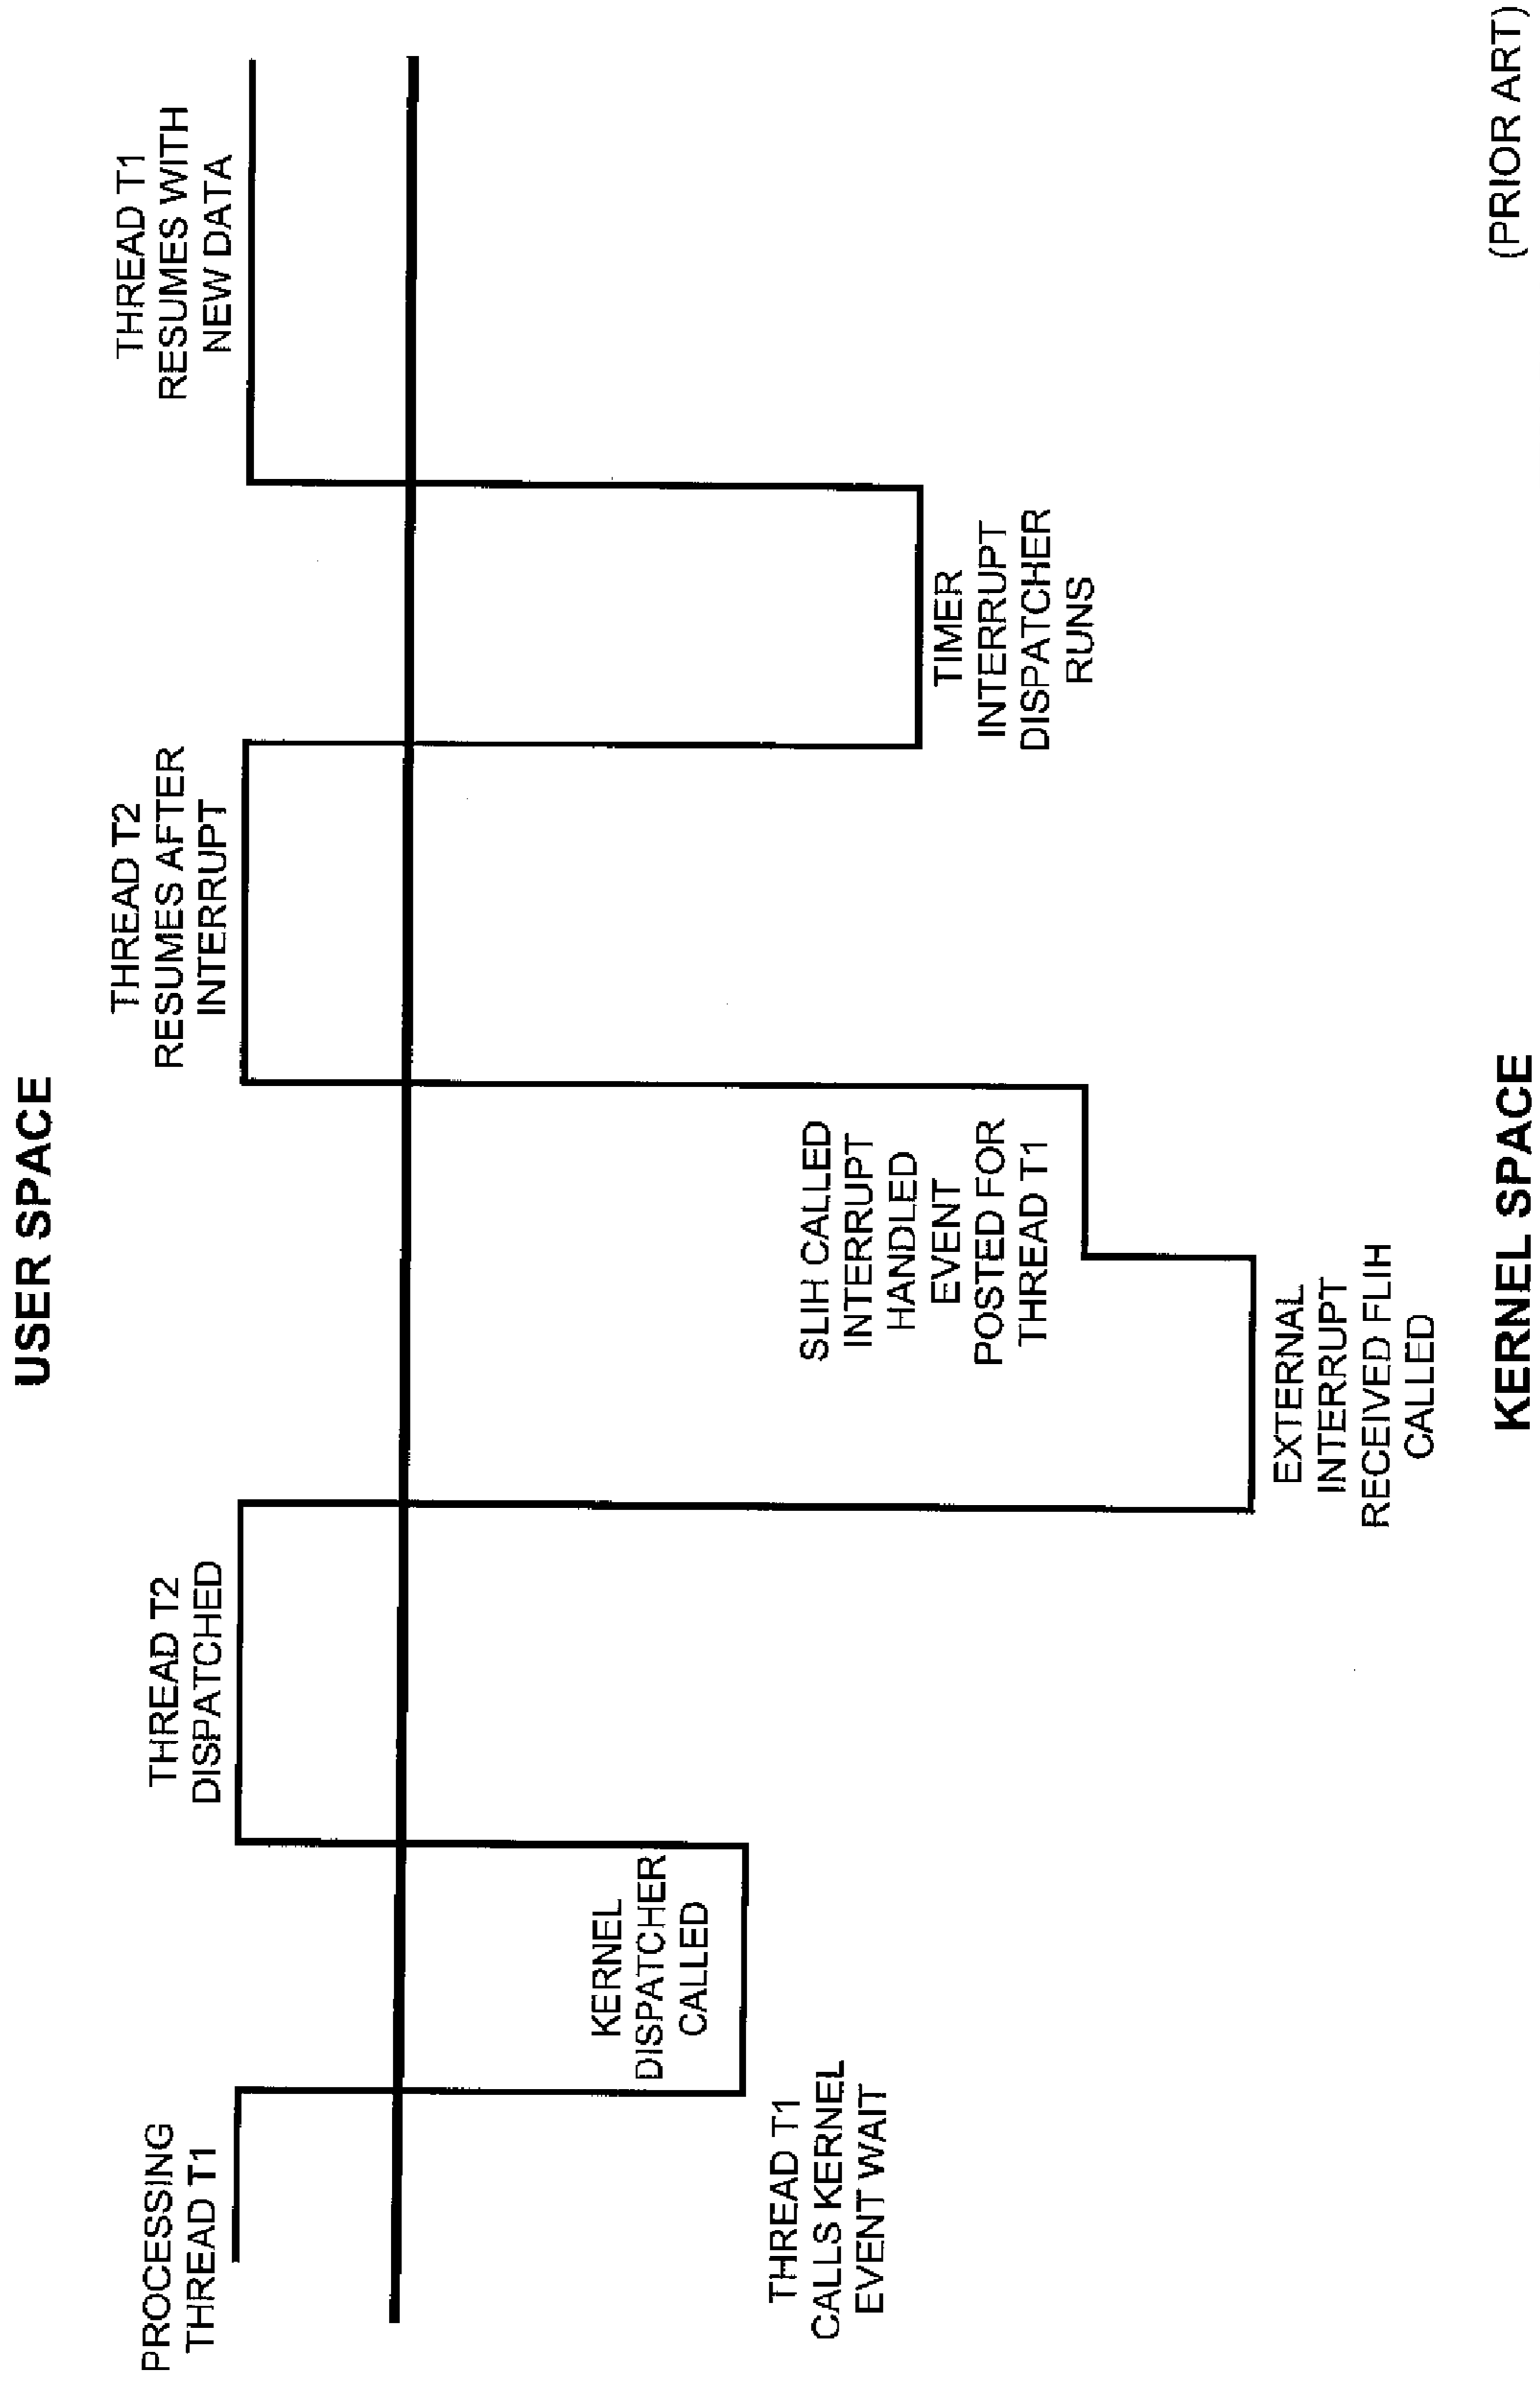 USER SPACE
PROCESSING
THREAD T1
THREAD T2
DISPATCHED
THREAD T2
RESUMES AFTER
INTERRUPT
THREAD T1
RESUMES WITH
NEW DATA
KERNEL
DISPATCHER
CALLED
THREAD T1
CALLS KERNEL
EVENT WAIT
SLIH CALLED
INTERRUPT
HANDLED
EVENT
POSTED FOR
THREAD T1
EXTERNAL
INTERRUPT
RECEIVED FLIH
CALLED
TIMER
INTERRUPT
DISPATCHER
RUNS
KERNEL SPACE
(PRIOR ART)